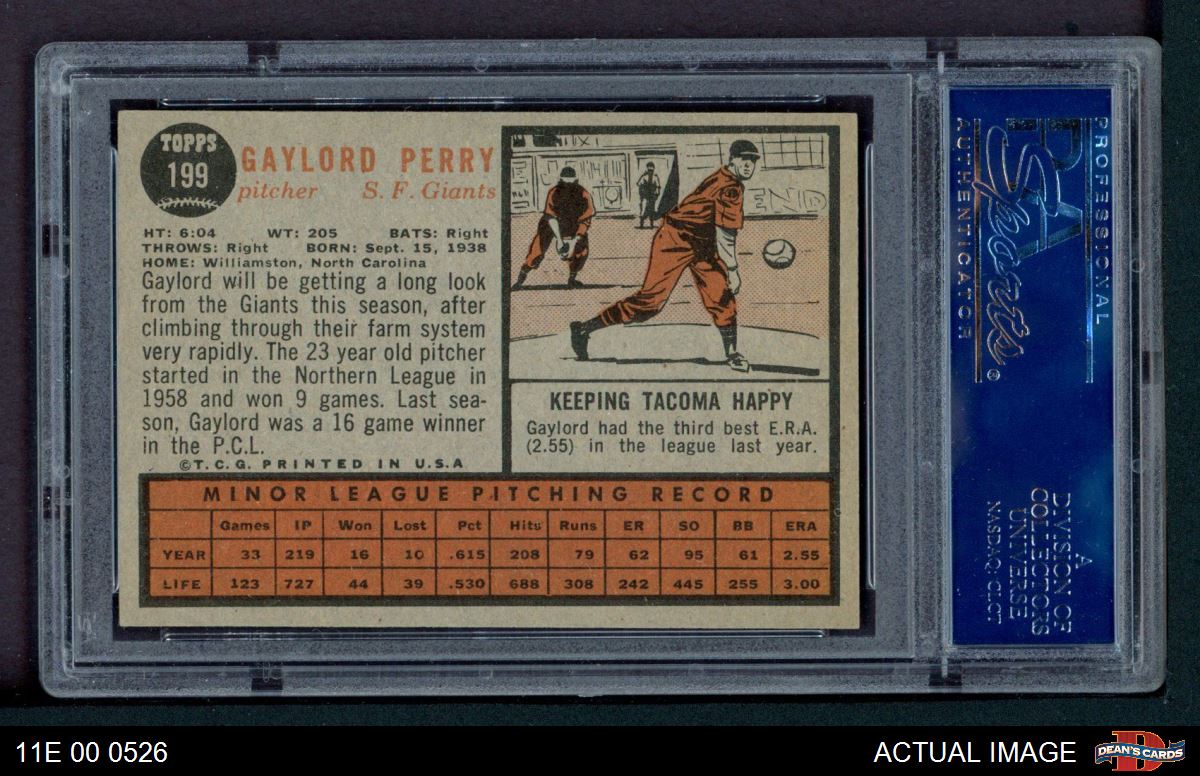 TOPPS
199
GAYLORD PERRY
pitcher S. F. Giants
HT: 6:04 WT: 205 BATS: Right
THROWS: Right BORN: Sept. 15, 1938
HOME: Williamston, North Carolina
Gaylord will be getting a long look
from the Giants this season, after
climbing through their farm system
very rapidly. The 23 year old pitcher
started in the Northern League in
1958 and won 9 games. Last sea-
son, Gaylord was a 16 game winner
in the P.C.L.
©T.C.G. PRINTED IN U.S.A
KEEPING TACOMA HAPPY
Gaylord had the third best E.R.A.
(2.55) in the league last year.
MINOR LEAGUE PITCHING RECORD
Games IP Won Lost Pct Hits Runs ER SO BB ERA
YEAR 33 219 16 10 .615 208 79 62 95 61 2.55
LIFE 123 727 44 39 .530 688 308 242 445 255 3.00
PROFESSIONAL
PSA
Sports®
AUTHENTICATOR
A
DIVISION OF
COLLECTORS
UNIVERSE
NASDAQ: CLCT
11E 00 0526
ACTUAL IMAGE
DEAN'S CARDS